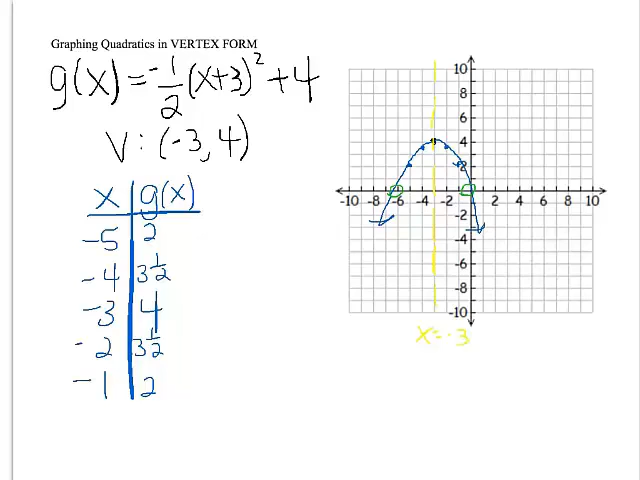 Graphing Quadratics in VERTEX FORM
g(x) = -1/2 (x+3)² + 4
V: (-3, 4)
x | g(x)
-5 | 2
-4 | 3 1/2
-3 | 4
-2 | 3 1/2
-1 | 2
10
8
6
4
2
-10 -8 -6 -4 -2 0 2 4 6 8 10
-2
-4
-6
-8
-10
x = -3